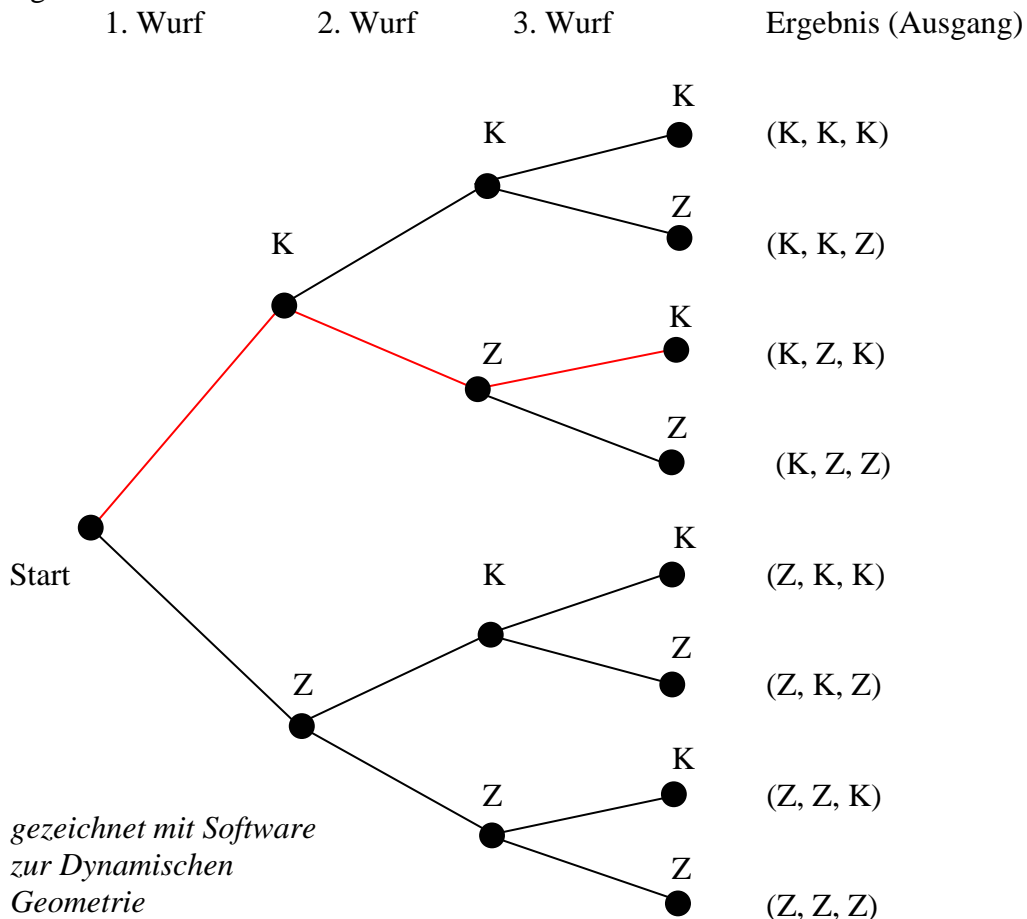 1. Wurf 2. Wurf 3. Wurf Ergebnis (Ausgang)
K
K (K, K, K)
Z
K (K, K, Z)
K
Z (K, Z, K)
Z
(K, Z, Z)
K
Start K (Z, K, K)
Z
Z (Z, K, Z)
K
Z (Z, Z, K)
gezeichnet mit Software
zur Dynamischen
Z
Geometrie (Z, Z, Z)